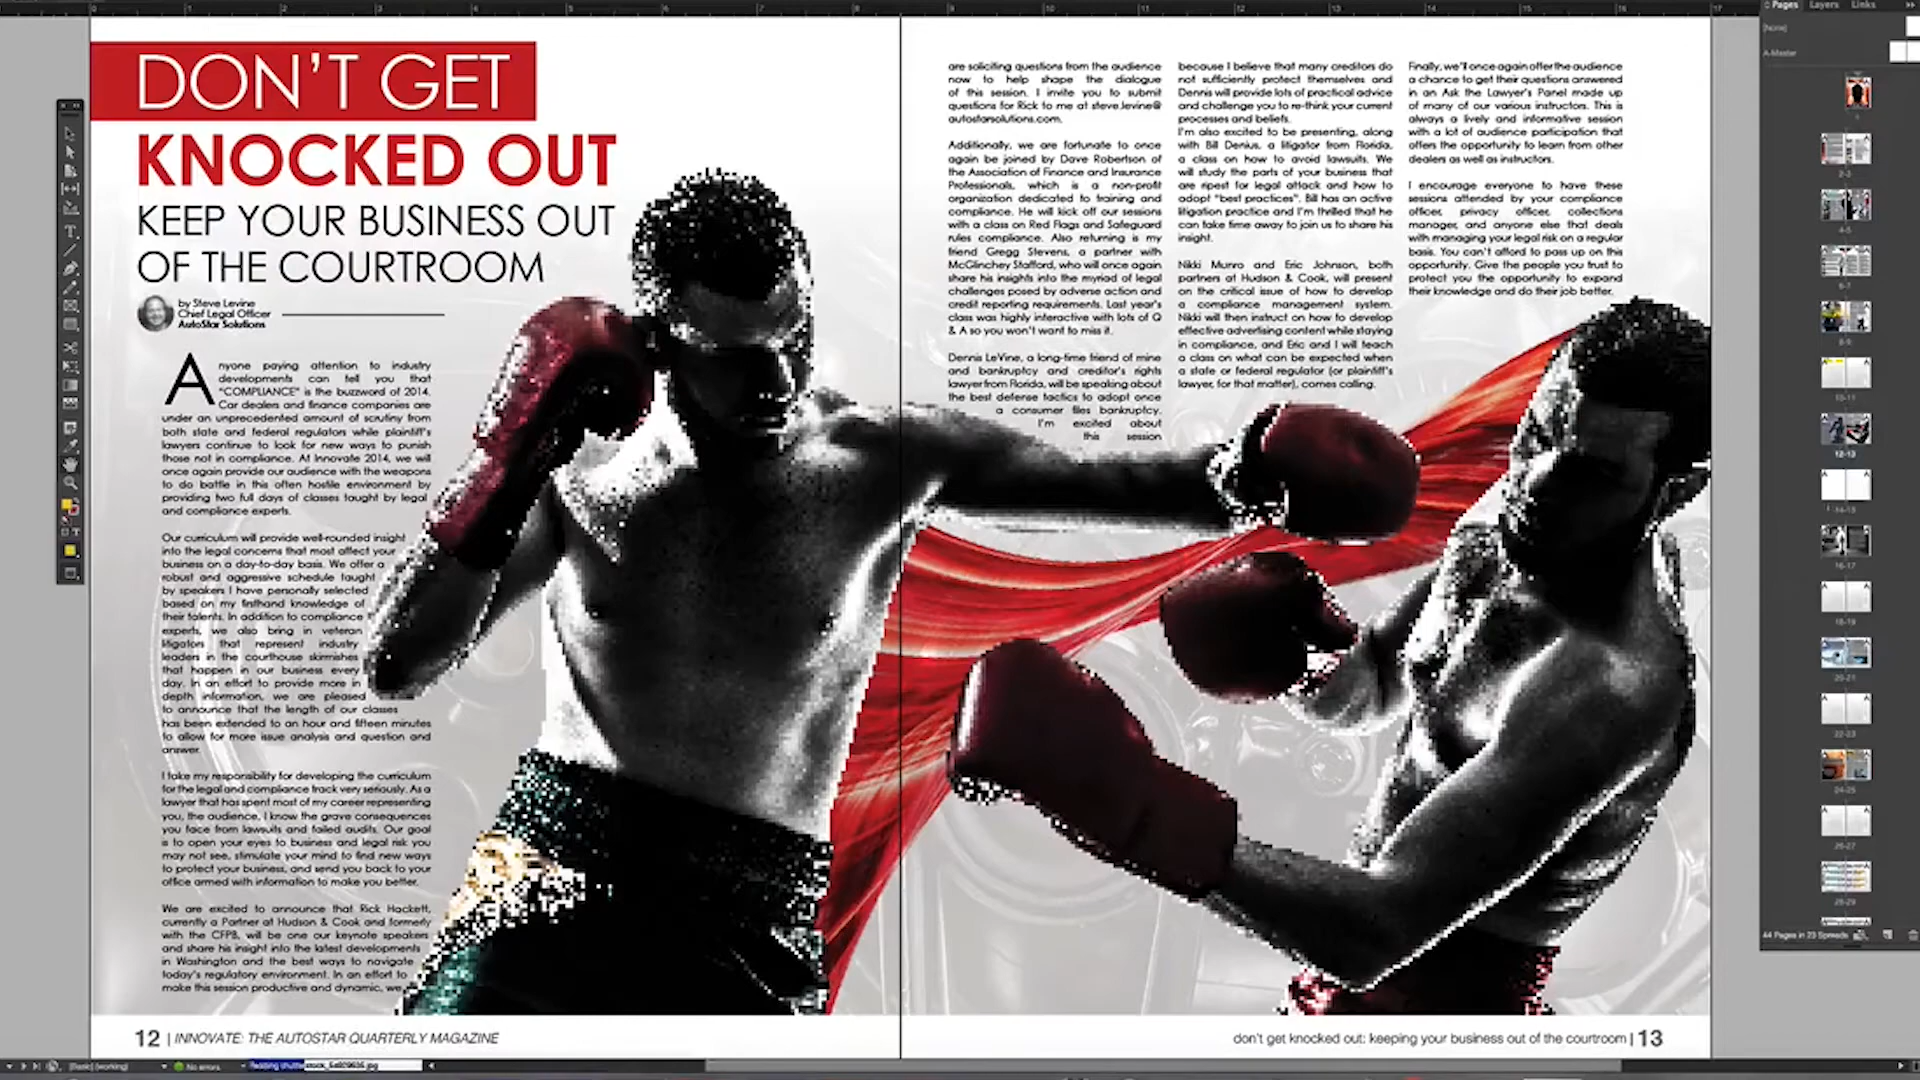 Pages Layers Links
[None]
A-Master
DON'T GET
KNOCKED OUT
KEEP YOUR BUSINESS OUT
OF THE COURTROOM
by Steve Levine
Chief Legal Officer
AutoStar Solutions
Anyone paying attention to industry
developments can tell you that
"COMPLIANCE" is the buzzword of 2014.
Car dealers and finance companies are
under an unprecedented amount of scrutiny from
both state and federal regulators while plaintiff's
lawyers continue to look for new ways to punish
those not in compliance. At Innovate 2014, we will
once again provide our audience with the weapons
to do battle in this often hostile environment by
providing two full days of classes taught by legal
and compliance experts.
Our curriculum will provide well-rounded insight
into the legal concerns that most affect your
business on a day-to-day basis. We offer a
robust and aggressive schedule taught
by speakers I have personally selected
based on my firsthand knowledge of
their talents. In addition to compliance
experts, we also bring in veteran
litigators that represent industry
leaders in the courthouse skirmishes
that happen in our business every
day. In an effort to provide more in
depth information, we are pleased
to announce that the length of our classes
has been extended to an hour and fifteen minutes
to allow for more issue analysis and question and
answer.
I take my responsibility for developing the curriculum
for the legal and compliance track very seriously. As a
lawyer that has spent most of my career representing
you, the audience, I know the grave consequences
you face from lawsuits and failed audits. Our goal
is to open your eyes to business and legal risk you
may not see, stimulate your mind to find new ways
to protect your business, and send you back to your
office armed with information to make you better.
We are excited to announce that Rick Hackett,
currently a Partner at Hudson & Cook and formerly
with the CFPB, will be one our keynote speakers
and share his insight into the latest developments
in Washington and the best ways to navigate
today's regulatory environment. In an effort to
make this session productive and dynamic, we
are soliciting questions from the audience
now to help shape the dialogue
of this session. I invite you to submit
questions for Rick to me at steve.levine@
autostarsolutions.com.
Additionally, we are fortunate to once
again be joined by Dave Robertson of
the Association of Finance and Insurance
Professionals, which is a non-profit
organization dedicated to training and
compliance. He will kick off our sessions
with a class on Red Flags and Safeguard
rules compliance. Also returning is my
friend Gregg Stevens, a partner with
McGlinchey Stafford, who will once again
share his insights into the myriad of legal
challenges posed by adverse action and
credit reporting requirements. Last year's
class was highly interactive with lots of Q
& A so you won't want to miss it.
Dennis LeVine, a long-time friend of mine
and bankruptcy and creditor's rights
lawyer from Florida, will be speaking about
the best defense tactics to adopt once
a consumer files bankruptcy.
I'm excited about
this session
because I believe that many creditors do
not sufficiently protect themselves and
Dennis will provide lots of practical advice
and challenge you to re-think your current
processes and beliefs.
I'm also excited to be presenting, along
with Bill Denius, a litigator from Florida,
a class on how to avoid lawsuits. We
will study the parts of your business that
are ripest for legal attack and how to
adopt "best practices". Bill has an active
litigation practice and I'm thrilled that he
can take time away to join us to share his
insight.
Nikki Munro and Eric Johnson, both
partners at Hudson & Cook, will present
on the critical issue of how to develop
a compliance management system.
Nikki will then instruct on how to develop
effective advertising content while staying
in compliance, and Eric and I will teach
a class on what can be expected when
a state or federal regulator (or plaintiff's
lawyer, for that matter), comes calling.
Finally, we'll once again offer the audience
a chance to get their questions answered
in an Ask the Lawyer's Panel made up
of many of our various instructors. This is
always a lively and informative session
with a lot of audience participation that
offers the opportunity to learn from other
dealers as well as instructors.
I encourage everyone to have these
sessions attended by your compliance
officer, privacy officer, collections
manager, and anyone else that deals
with managing your legal risk on a regular
basis. You can't afford to pass up on this
opportunity. Give the people you trust to
protect you the opportunity to expand
their knowledge and do their job better.
12 | INNOVATE: THE AUTOSTAR QUARTERLY MAGAZINE
don't get knocked out: keeping your business out of the courtroom | 13
44 Pages in 23 Spreads
[Basic] (working)
No errors